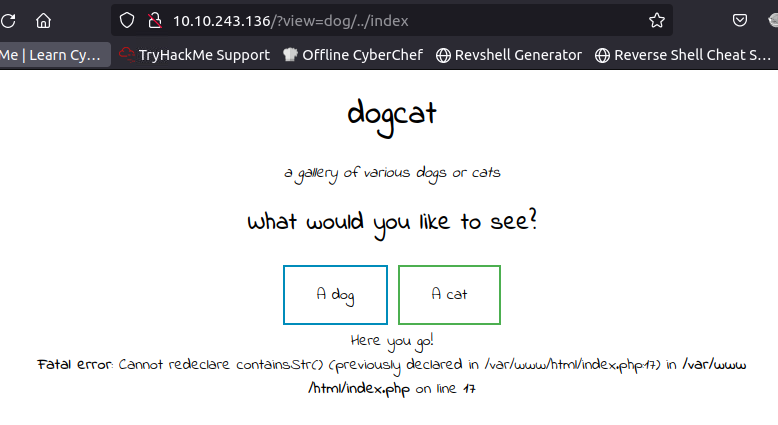 10.10.243.136/?view=dog/../index
Me | Learn Cy… TryHackMe Support Offline CyberChef Revshell Generator Reverse Shell Cheat S…
dogcat
a gallery of various dogs or cats
What would you like to see?
A dog A cat
Here you go!
Fatal error: Cannot redeclare containsStr() (previously declared in /var/www/html/index.php:17) in /var/www
/html/index.php on line 17